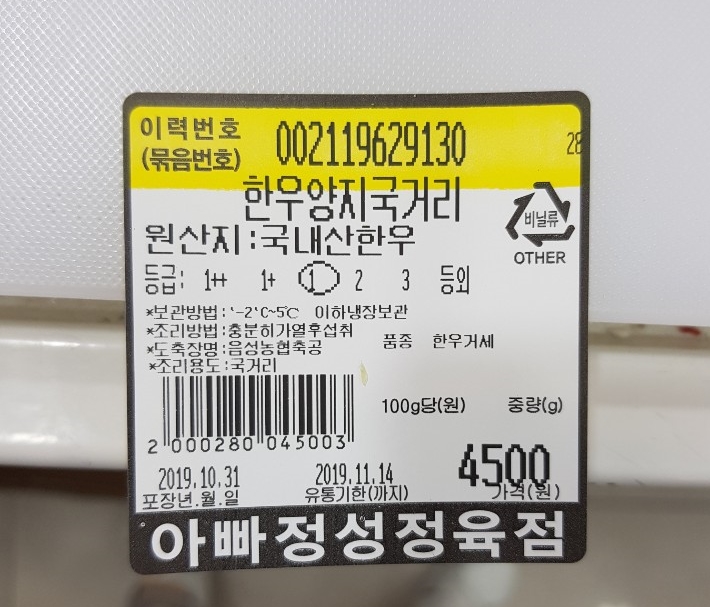 이력번호 002119629130 28
(묶음번호)
한우양지국거리
원산지:국내산한우
비닐류
OTHER
등급: 1++ 1+ 1 2 3 등외
*보관방법:'-2'C~5℃ 이하냉장보관
*조리방법:충분히가열후섭취
*도축장명:음성농협축공 품종 한우거세
*조리용도:국거리
100g당(원) 중량(g)
2 000280 045003
2019.10.31 2019.11.14 4500
포장년.월.일 유통기한(까지) 가격(원)
아빠정성정육점